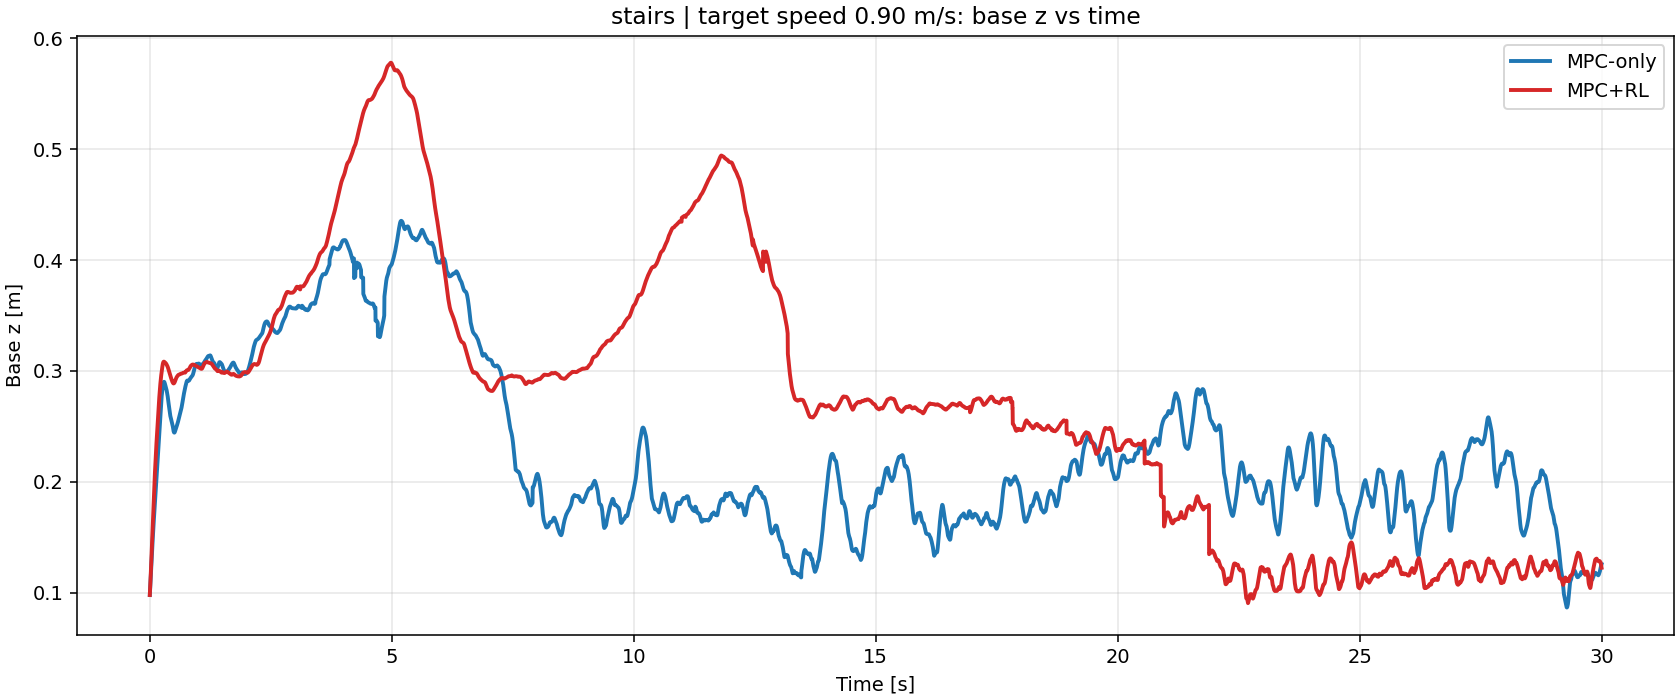 stairs | target speed 0.90 m/s: base z vs time
MPC-only
MPC+RL
Base z [m]
0.6
0.5
0.4
0.3
0.2
0.1
0 5 10 15 20 25 30
Time [s]